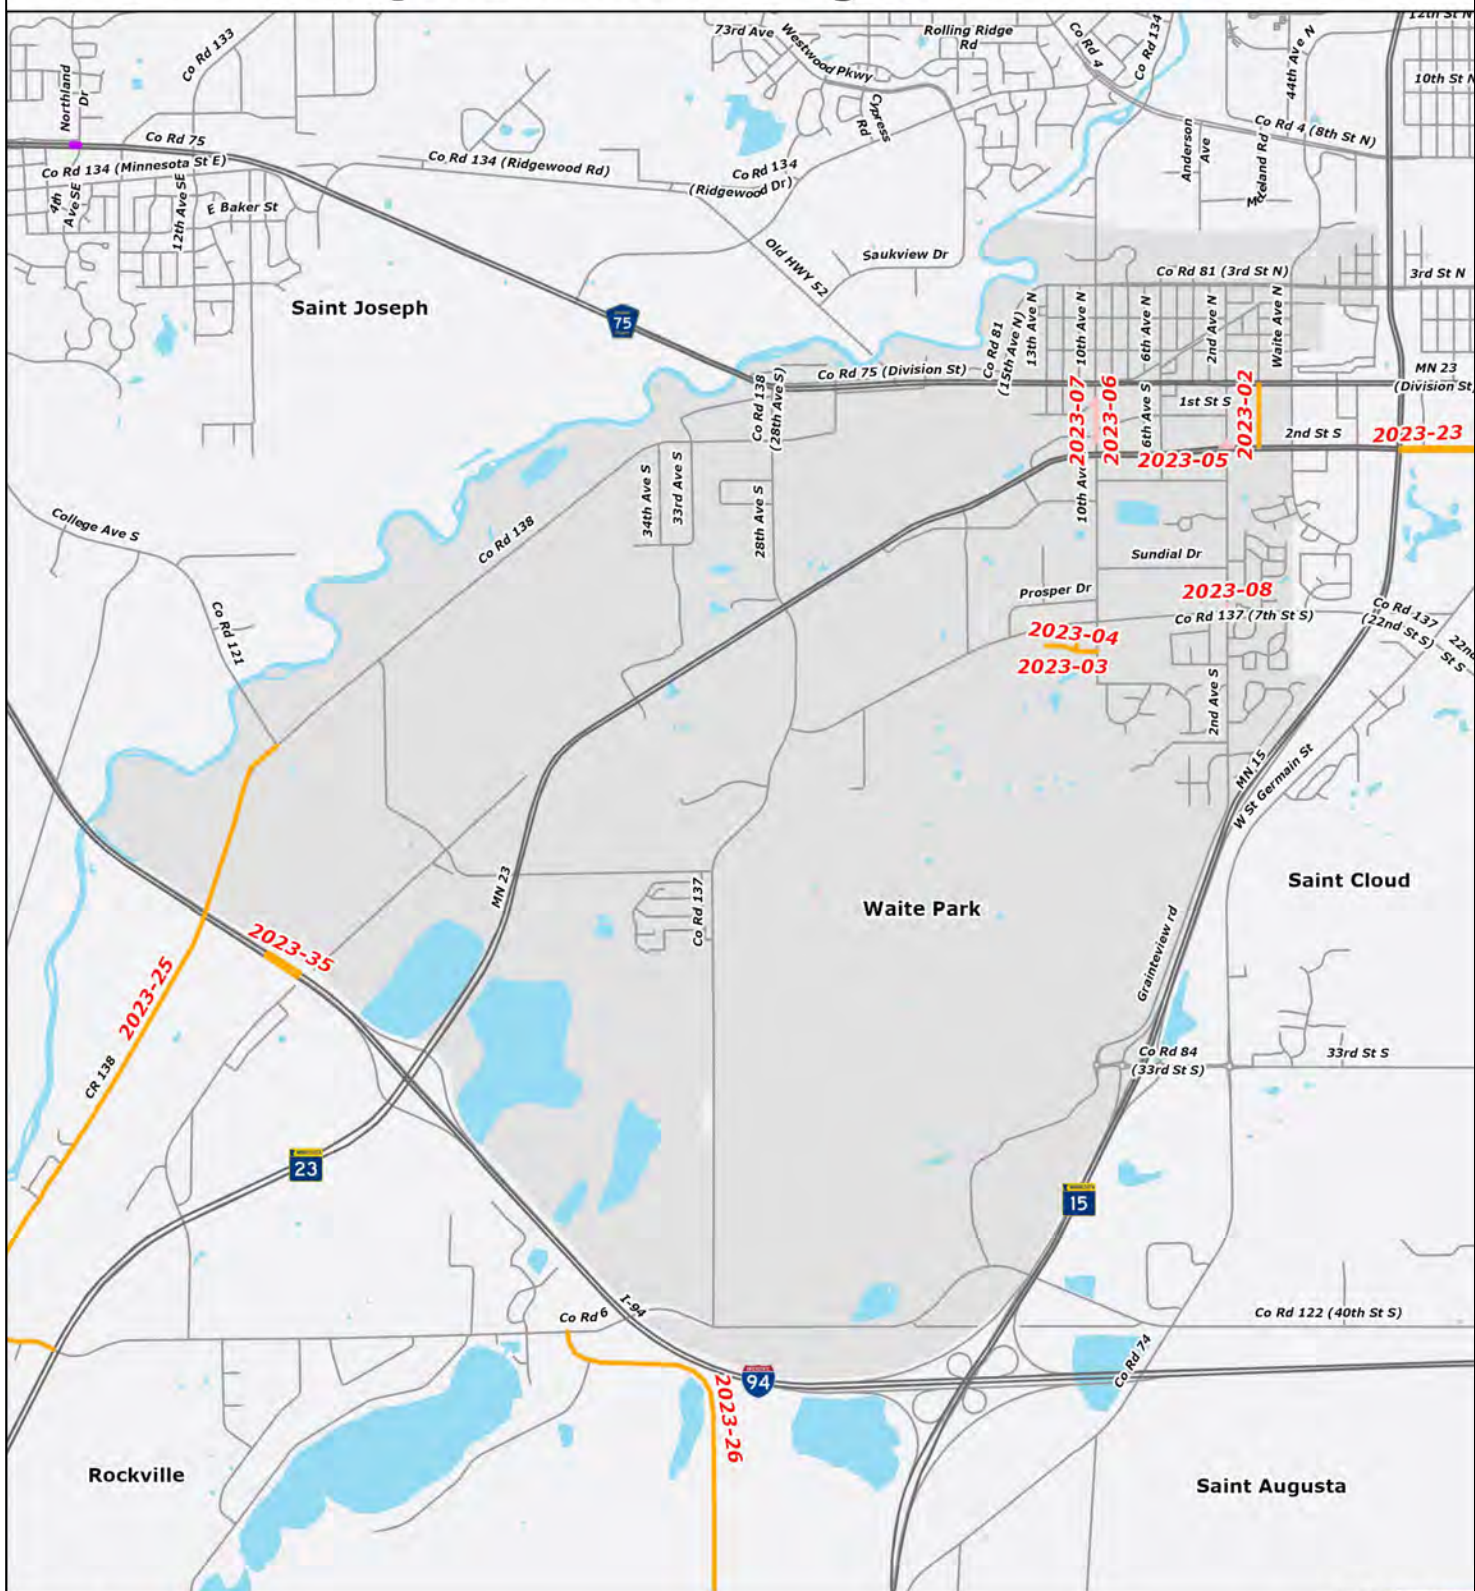 73rd Ave
Westwood Pkwy
Rolling Ridge
Rd
Co Rd 4
Co Rd 134
44th Ave N
12th St N
10th St N
Co Rd 133
Northland
Dr
Cypress
Rd
Co Rd 75
Co Rd 134 (Minnesota St E)
Co Rd 134 (Ridgewood Rd)
Co Rd 134
(Ridgewood Dr)
Anderson
Ave
Co Rd 4 (8th St N)
4th
Ave SE
12th Ave SE
E Baker St
Old HWY 52
Saukview Dr
Co Rd 81 (3rd St N)
3rd St N
Saint Joseph
75
Co Rd 81
(15th Ave N)
13th Ave N
10th Ave N
6th Ave N
2nd Ave N
Waite Ave N
Co Rd 75 (Division St)
MN 23
(Division St)
Co Rd 138
(28th Ave S)
2023-07
2023-06
6th Ave S
1st St S
2023-02
2nd St S
2023-23
2023-05
34th Ave S
33rd Ave S
28th Ave S
10th Ave
College Ave S
Co Rd 138
Sundial Dr
Prosper Dr
2023-08
Co Rd 137 (7th St S)
Co Rd 137
(22nd St S)
22nd
St S
Co Rd 121
2023-04
2023-03
2nd Ave S
MN 15
W St Germain St
MN 23
Co Rd 137
Waite Park
Saint Cloud
2023-35
2023-25
Grainteview rd
CR 138
Co Rd 84
(33rd St S)
33rd St S
23
15
Co Rd 6
I-94
Co Rd 122 (40th St S)
Co Rd 74
94
2023-26
Rockville
Saint Augusta